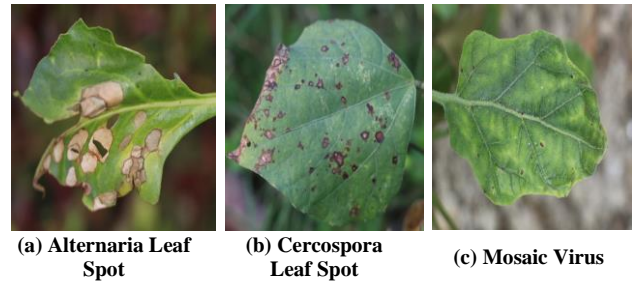 (a) Alternaria Leaf
Spot
(b) Cercospora
Leaf Spot
(c) Mosaic Virus